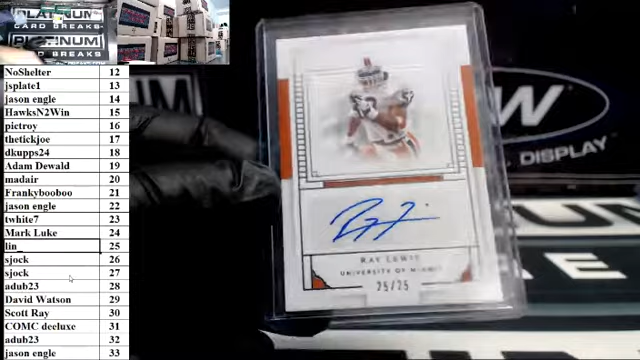 PLATINUM
CARD BREAKS
PLATINUM
CARD BREAKS
NoShelter 12
jsplate1 13
jason engle 14
HawksN2Win 15
pictroy 16
thetickjoe 17
dkupps24 18
Adam Dewald 19
madair 20
Frankybooboo 21
jason engle 22
twhite7 23
Mark Luke 24
lin_ 25
sjock 26
sjock 27
adub23 28
David Watson 29
Scott Ray 30
COMC deeluxe 31
adub23 32
jason engle 33
RAY LEWIS
UNIVERSITY OF MIAMI
25/25
W
DISPLAY